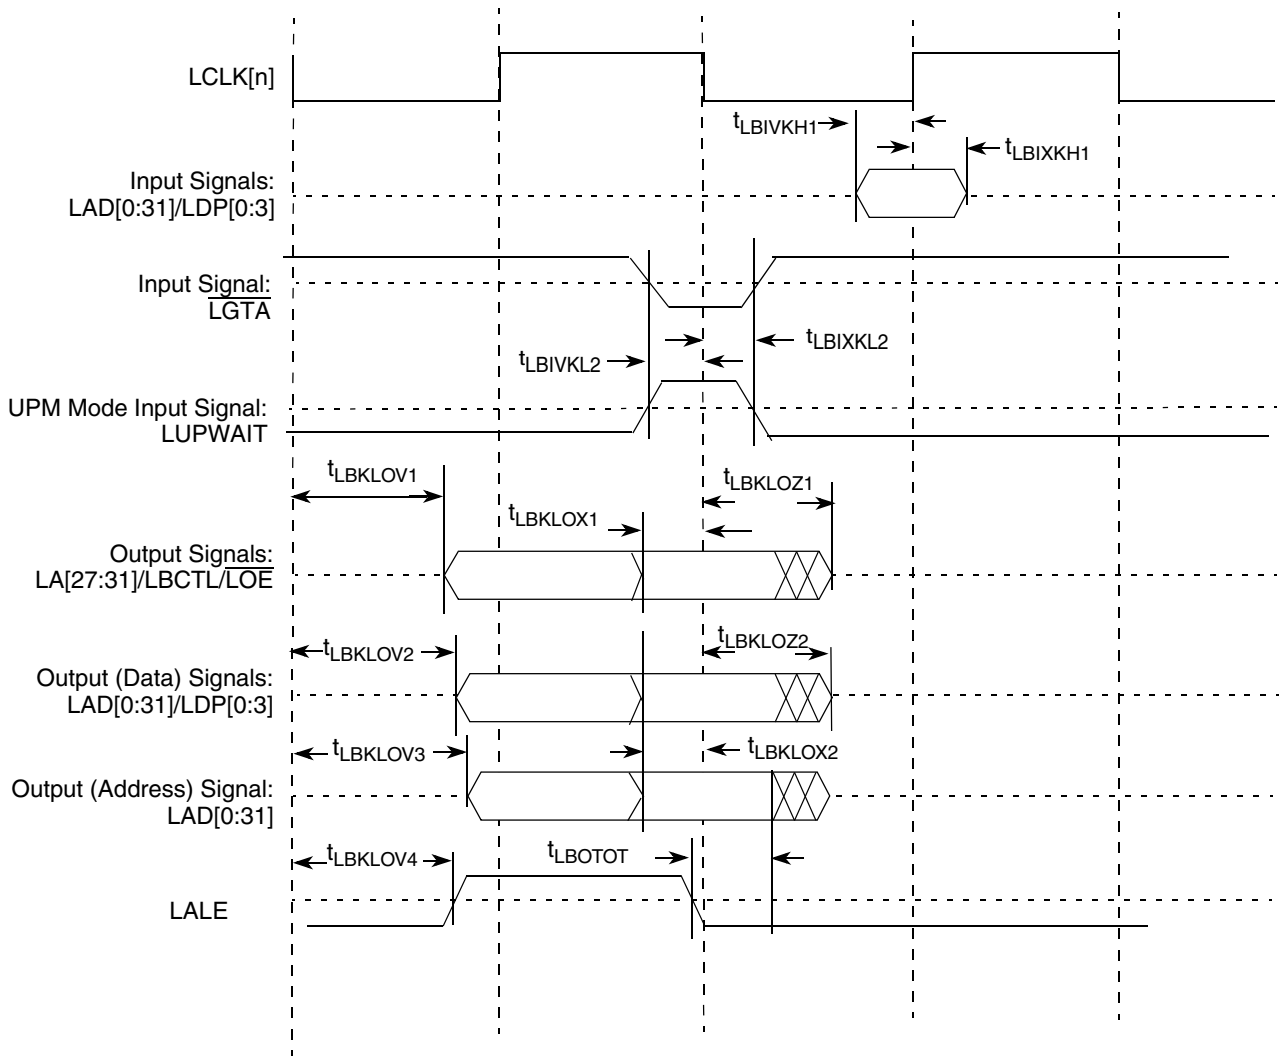 LCLK[n]
tLBIVKH1
tLBIXKH1
Input Signals:
LAD[0:31]/LDP[0:3]
Input Signal:
LGTA
tLBIXKL2
tLBIVKL2
UPM Mode Input Signal:
LUPWAIT
tLBKLOV1
tLBKLOZ1
tLBKLOX1
Output Signals:
LA[27:31]/LBCTL/LOE
tLBKLOV2
tLBKLOZ2
Output (Data) Signals:
LAD[0:31]/LDP[0:3]
tLBKLOV3
tLBKLOX2
Output (Address) Signal:
LAD[0:31]
tLBKLOV4
tLBOTOT
LALE